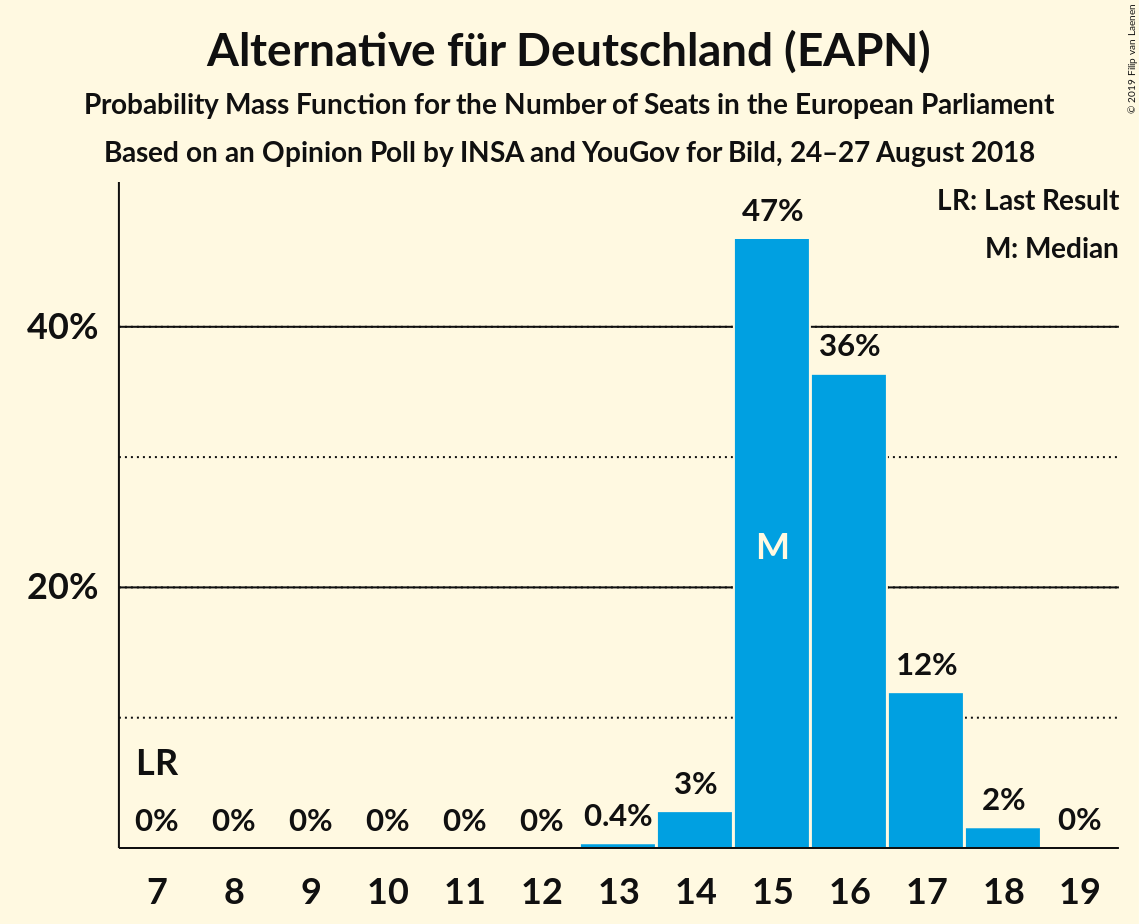 Alternative für Deutschland (EAPN)
Probability Mass Function for the Number of Seats in the European Parliament
Based on an Opinion Poll by INSA and YouGov for Bild, 24–27 August 2018
© 2019 Filip van Laenen
LR: Last Result
M: Median
47%
40%
36%
M
20%
12%
LR
0% 0% 0% 0% 0% 0% 0.4% 3% 2% 0%
7 8 9 10 11 12 13 14 15 16 17 18 19